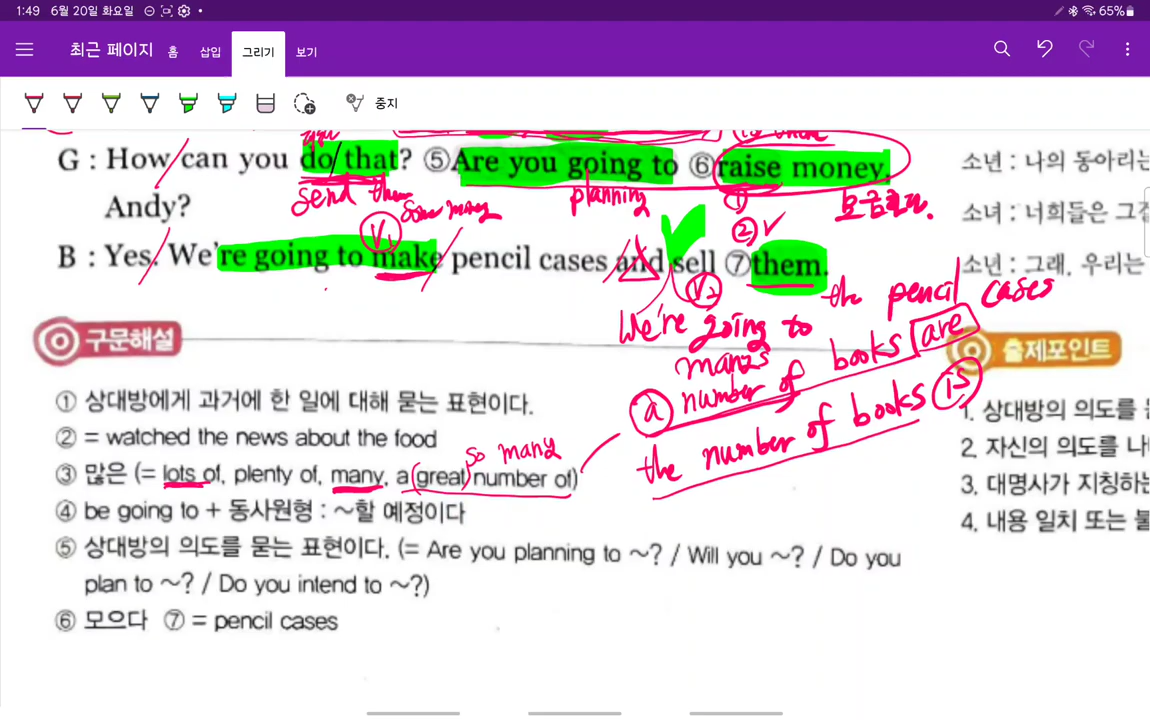 1:49 6월 20일 화요일 65%
최근 페이지 홈 삽입 그리기 보기
중지
G : How can you do/that? ⑤Are you going to ⑥raise money,
소년 : 나의 동아리는
send them planning ①
some money ② 모금하다.
Andy?
소녀 : 너희들은 그걸
V₁
B : Yes. We're going to make pencil cases and sell ⑦them.
소년 : 그래. 우리는
V₂ the pencil cases
We're going to
구문해설
many books are
출제포인트
a number of
the number of books is
① 상대방에게 과거에 한 일에 대해 묻는 표현이다.
1. 상대방의 의도를
② = watched the news about the food
2. 자신의 의도를 나
so many
③ 많은 (= lots of, plenty of, many, a (great) number of)
3. 대명사가 지칭하는
④ be going to + 동사원형 : ~할 예정이다
4. 내용 일치 또는 불
⑤ 상대방의 의도를 묻는 표현이다. (= Are you planning to ~? / Will you ~? / Do you
plan to ~? / Do you intend to ~?)
⑥ 모으다 ⑦ = pencil cases